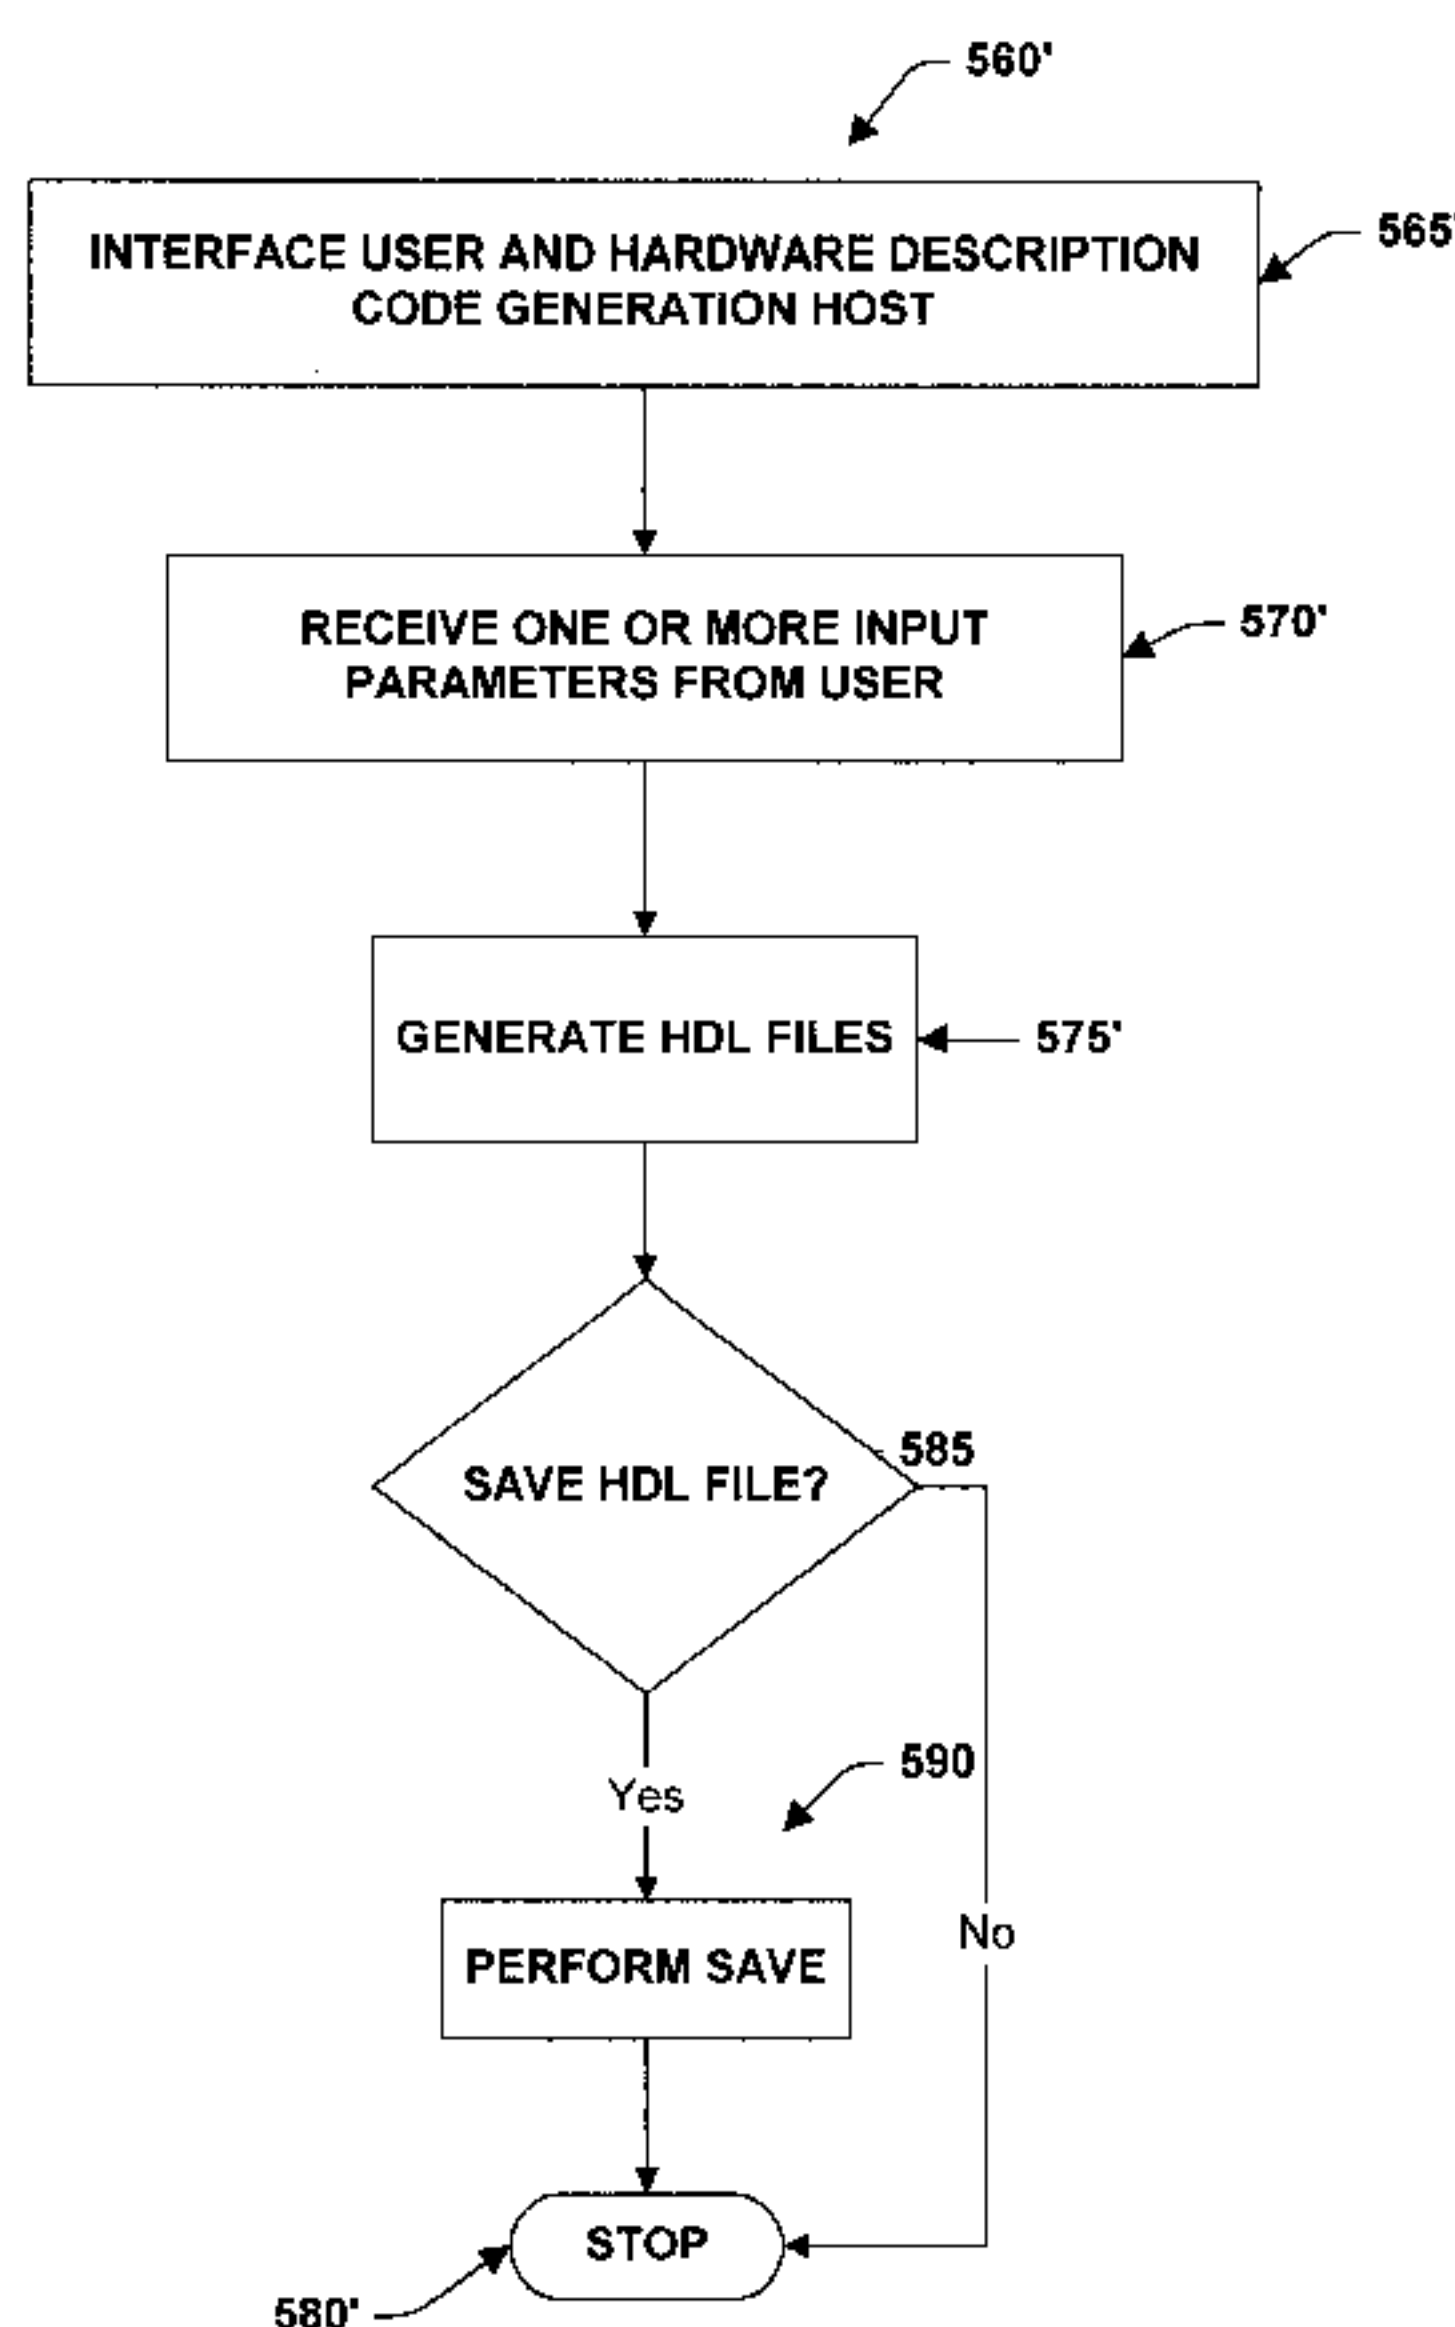 560'
INTERFACE USER AND HARDWARE DESCRIPTION
CODE GENERATION HOST
565'
RECEIVE ONE OR MORE INPUT
PARAMETERS FROM USER
570'
GENERATE HDL FILES
575'
SAVE HDL FILE?
585
Yes
590
No
PERFORM SAVE
STOP
580'